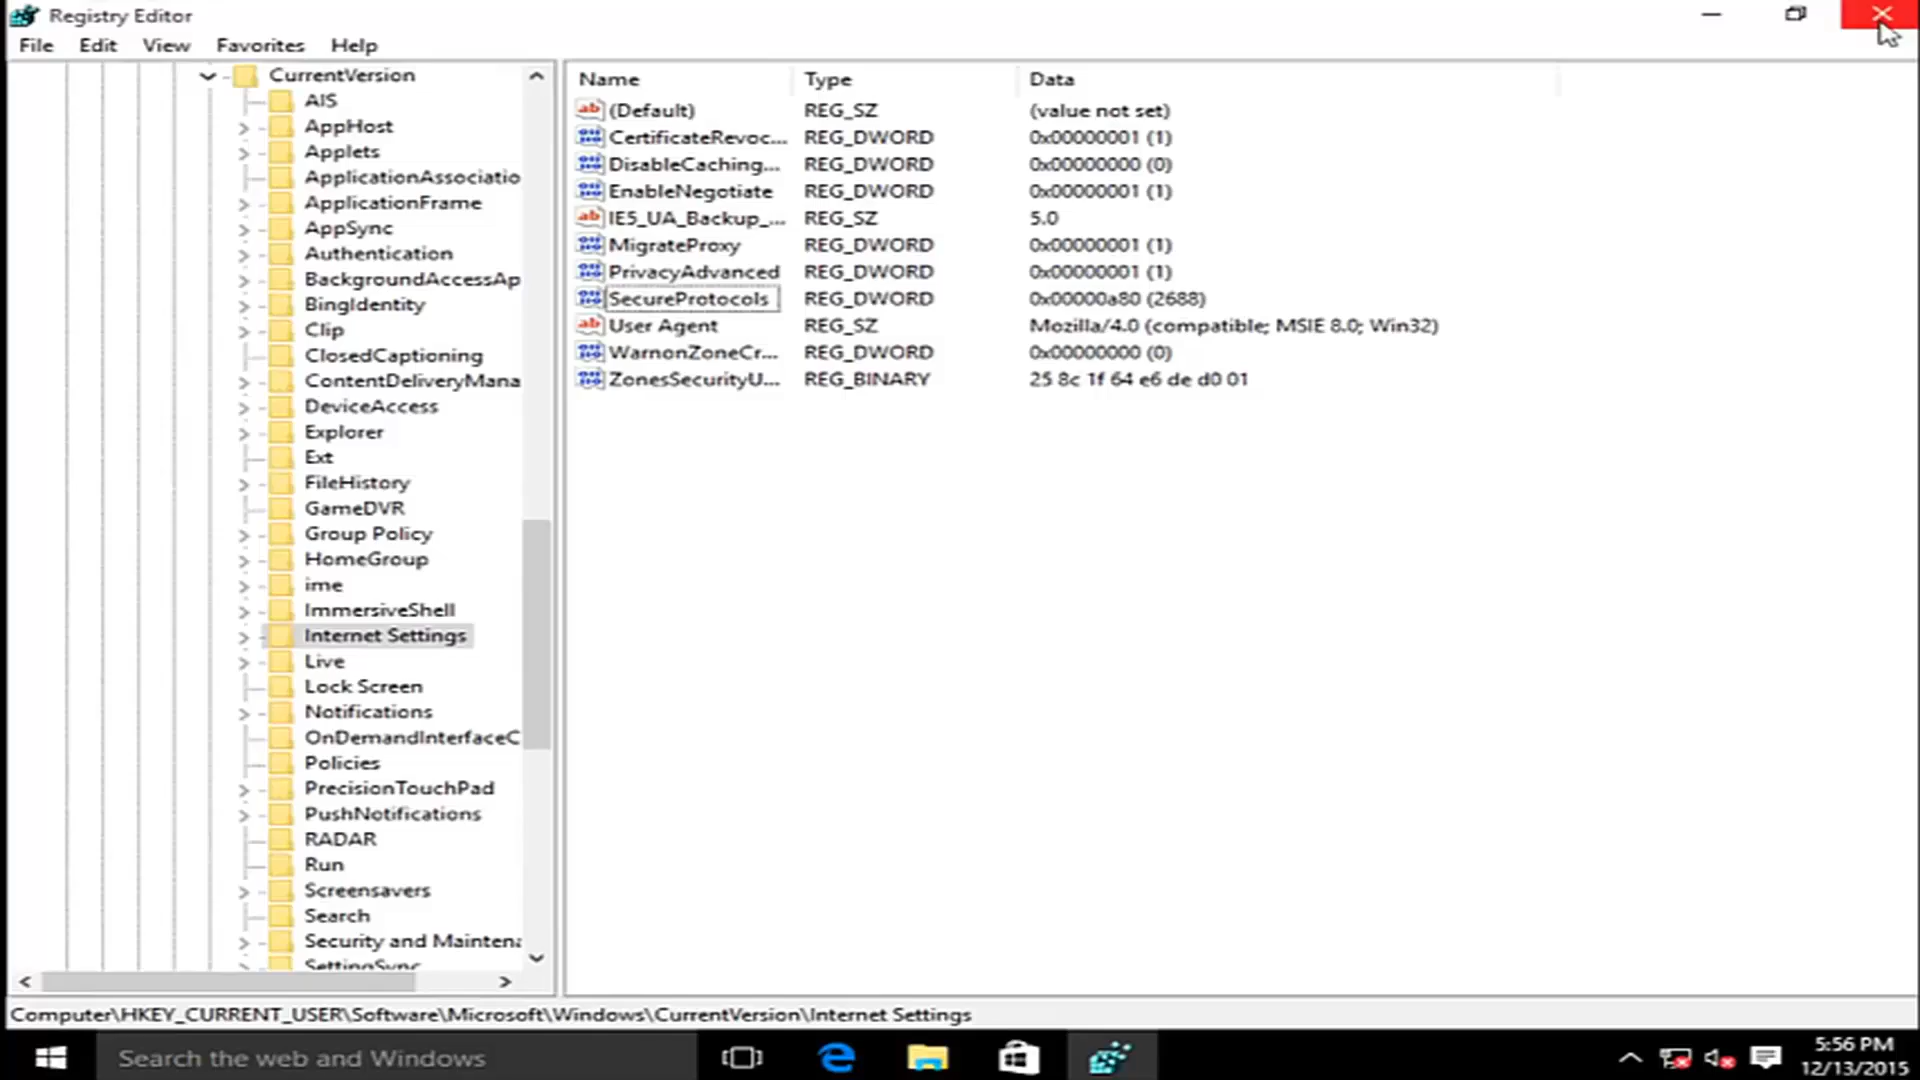 Registry Editor
File Edit View Favorites Help
CurrentVersion
AIS
AppHost
Applets
ApplicationAssociatio
ApplicationFrame
AppSync
Authentication
BackgroundAccessAp
BingIdentity
Clip
ClosedCaptioning
ContentDeliveryMana
DeviceAccess
Explorer
Ext
FileHistory
GameDVR
Group Policy
HomeGroup
ime
ImmersiveShell
Internet Settings
Live
Lock Screen
Notifications
OnDemandInterfaceC
Policies
PrecisionTouchPad
PushNotifications
RADAR
Run
Screensavers
Search
Security and Maintena
SettingSync
Name Type Data
(Default) REG_SZ (value not set)
CertificateRevoc... REG_DWORD 0x00000001 (1)
DisableCaching... REG_DWORD 0x00000000 (0)
EnableNegotiate REG_DWORD 0x00000001 (1)
IE5_UA_Backup_... REG_SZ 5.0
MigrateProxy REG_DWORD 0x00000001 (1)
PrivacyAdvanced REG_DWORD 0x00000001 (1)
SecureProtocols REG_DWORD 0x00000a80 (2688)
User Agent REG_SZ Mozilla/4.0 (compatible; MSIE 8.0; Win32)
WarnonZoneCr... REG_DWORD 0x00000000 (0)
ZonesSecurityU... REG_BINARY 25 8c 1f 64 e6 de d0 01
Computer\HKEY_CURRENT_USER\Software\Microsoft\Windows\CurrentVersion\Internet Settings
Search the web and Windows
5:56 PM
12/13/2015